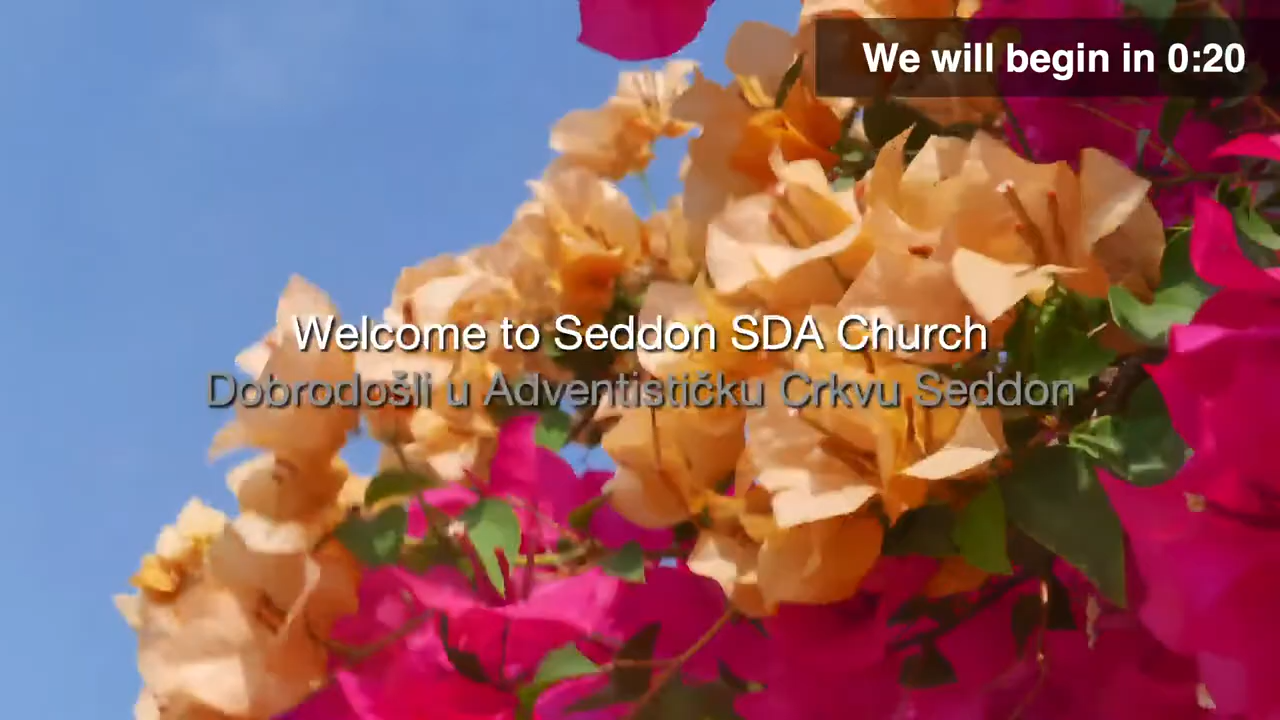 We will begin in 0:20
Welcome to Seddon SDA Church
Dobrodošli u Adventističku Crkvu Seddon